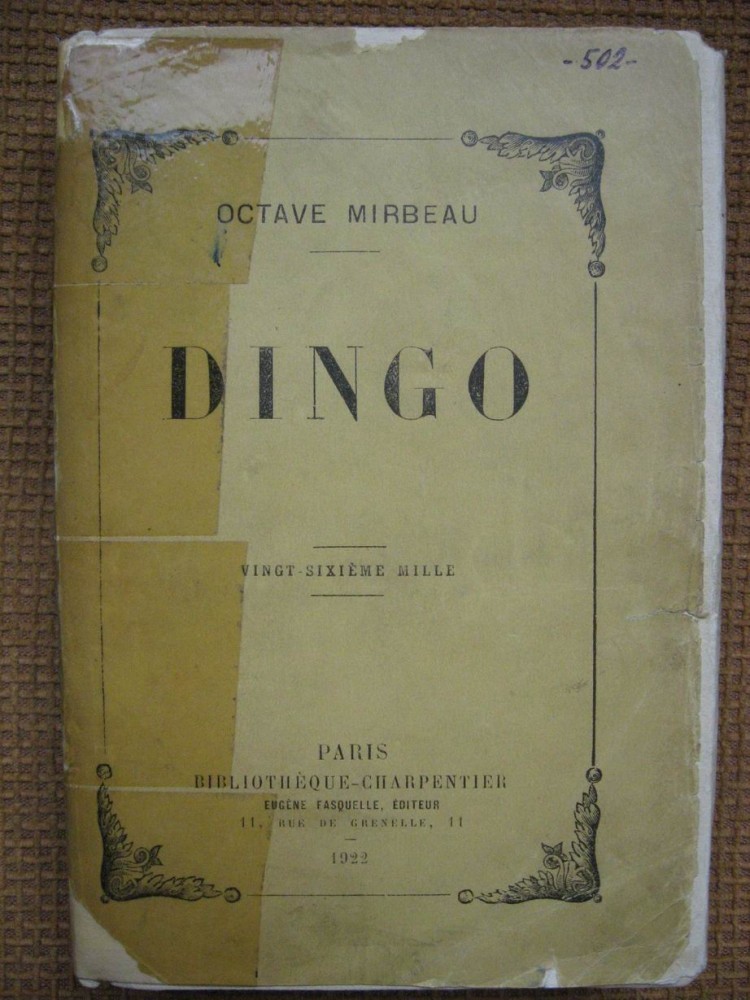 -502-
OCTAVE MIRBEAU
DINGO
VINGT-SIXIÈME MILLE
PARIS
BIBLIOTHÈQUE-CHARPENTIER
EUGÈNE FASQUELLE, ÉDITEUR
11, RUE DE GRENELLE, 11
1922